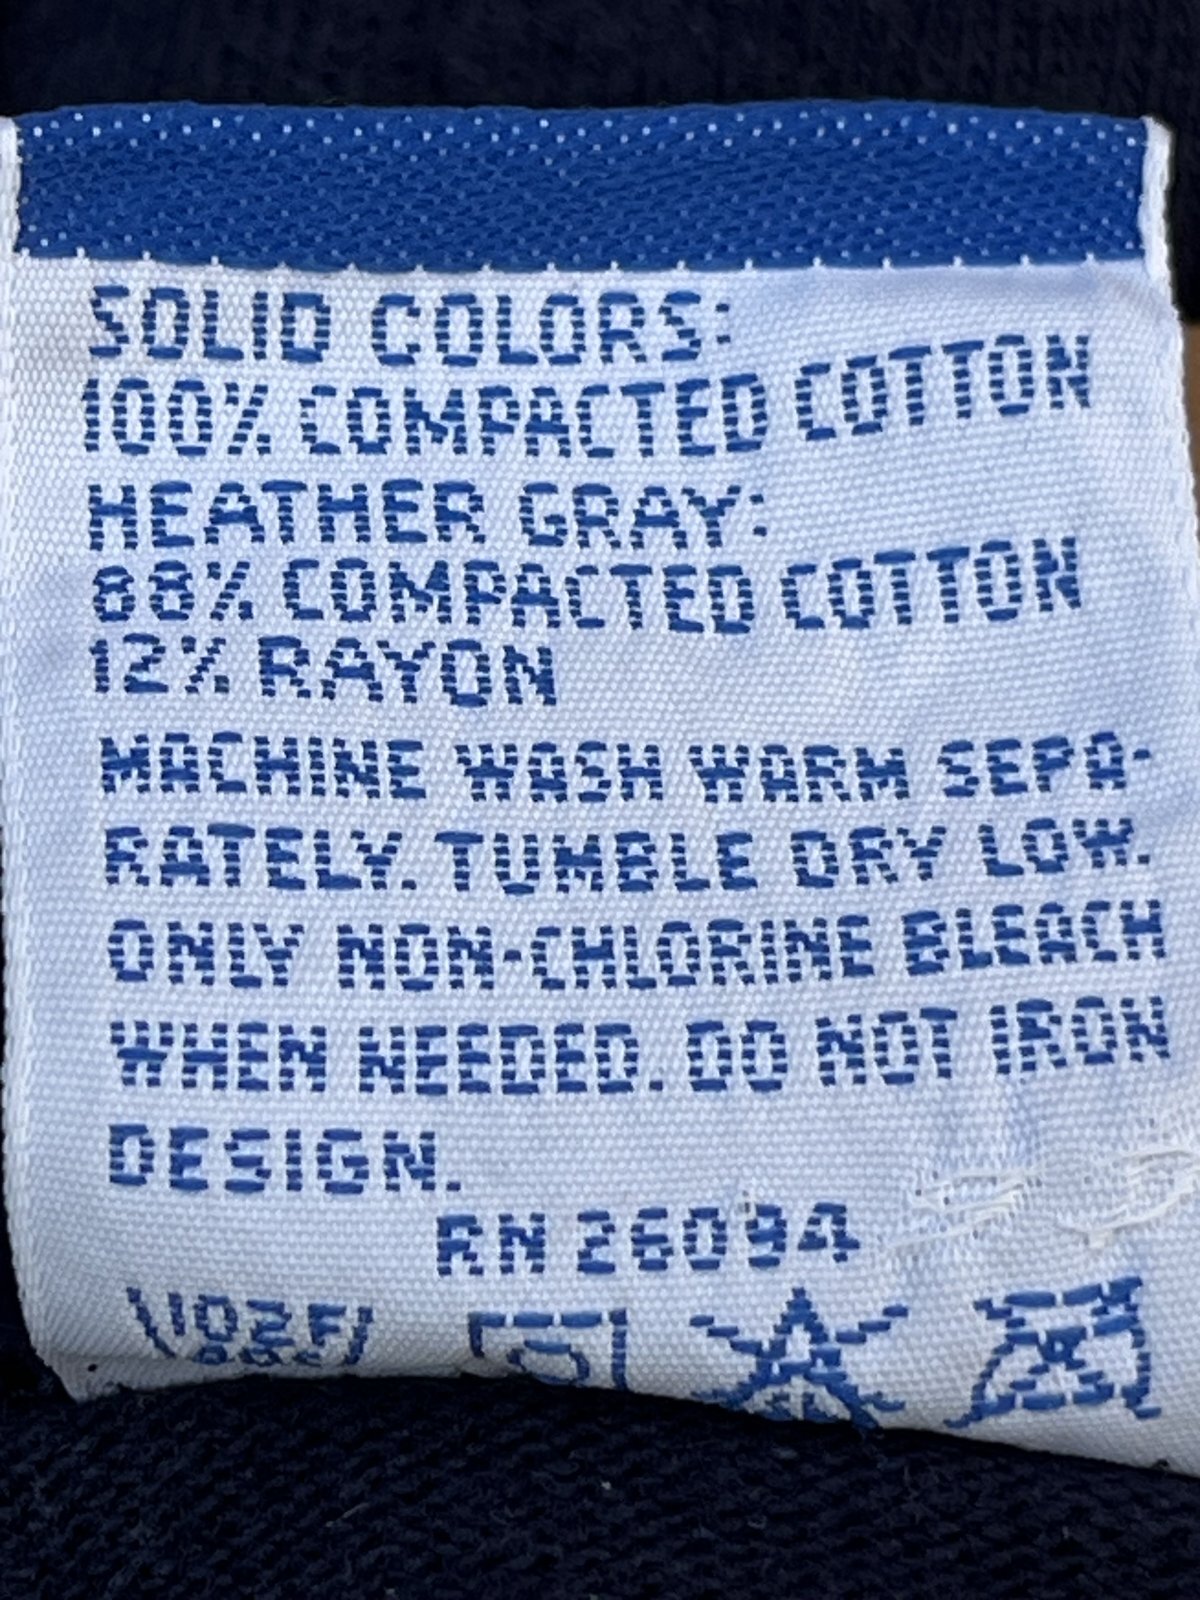 SOLID COLORS:
100% COMPACTED COTTON
HEATHER GRAY:
88% COMPACTED COTTON
12% RAYON
MACHINE WASH WARM SEPA-
RATELY. TUMBLE DRY LOW.
ONLY NON-CHLORINE BLEACH
WHEN NEEDED. DO NOT IRON
DESIGN.
RN 26094
102F